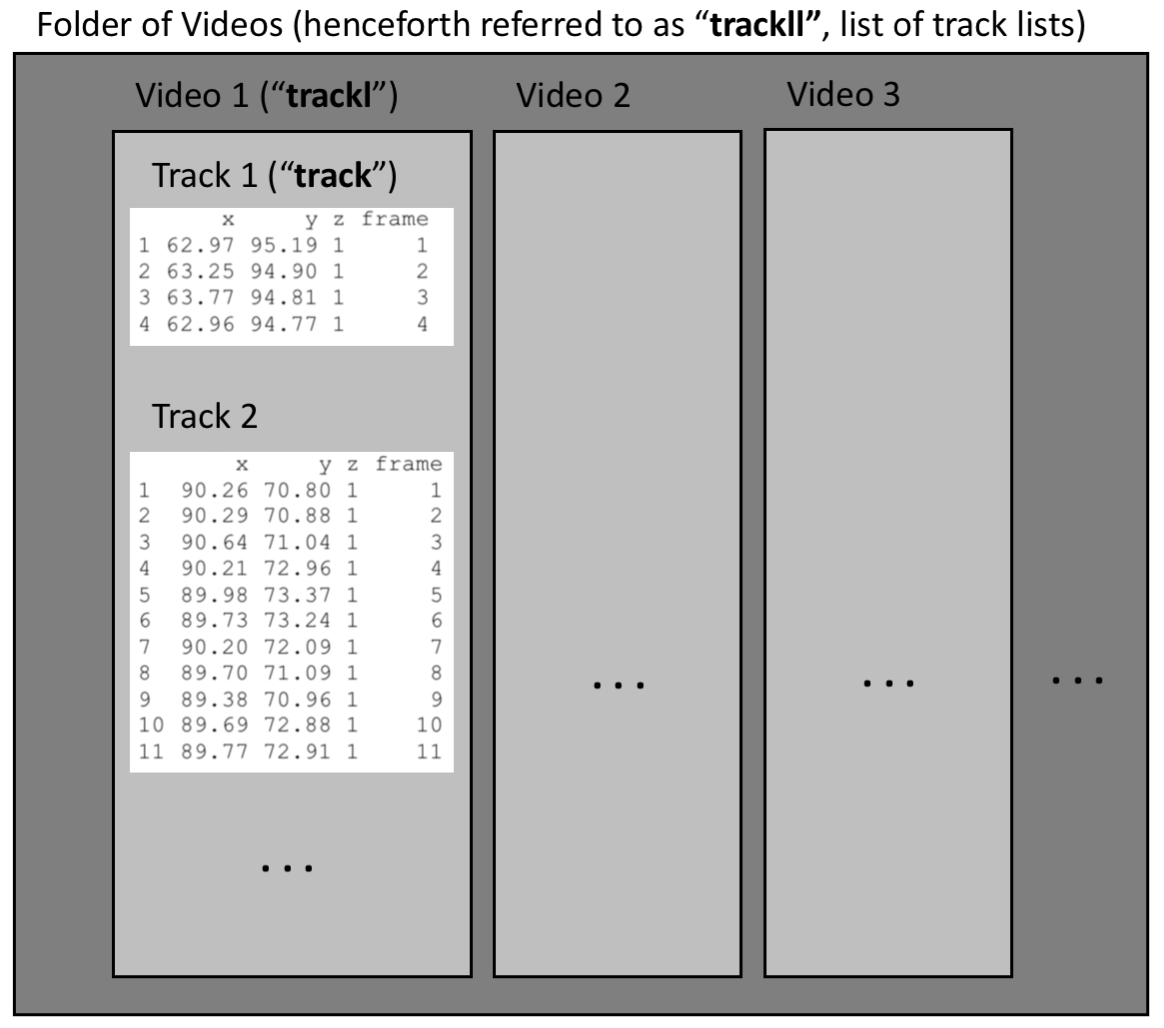 Folder of Videos (henceforth referred to as “trackll”, list of track lists)
Video 1 (“trackl”)
Video 2
Video 3
Track 1 (“track”)
x y z frame
1 62.97 95.19 1 1
2 63.25 94.90 1 2
3 63.77 94.81 1 3
4 62.96 94.77 1 4
Track 2
x y z frame
1 90.26 70.80 1 1
2 90.29 70.88 1 2
3 90.64 71.04 1 3
4 90.21 72.96 1 4
5 89.98 73.37 1 5
6 89.73 73.24 1 6
7 90.20 72.09 1 7
8 89.70 71.09 1 8
9 89.38 70.96 1 9
10 89.69 72.88 1 10
11 89.77 72.91 1 11
...
...
...
...